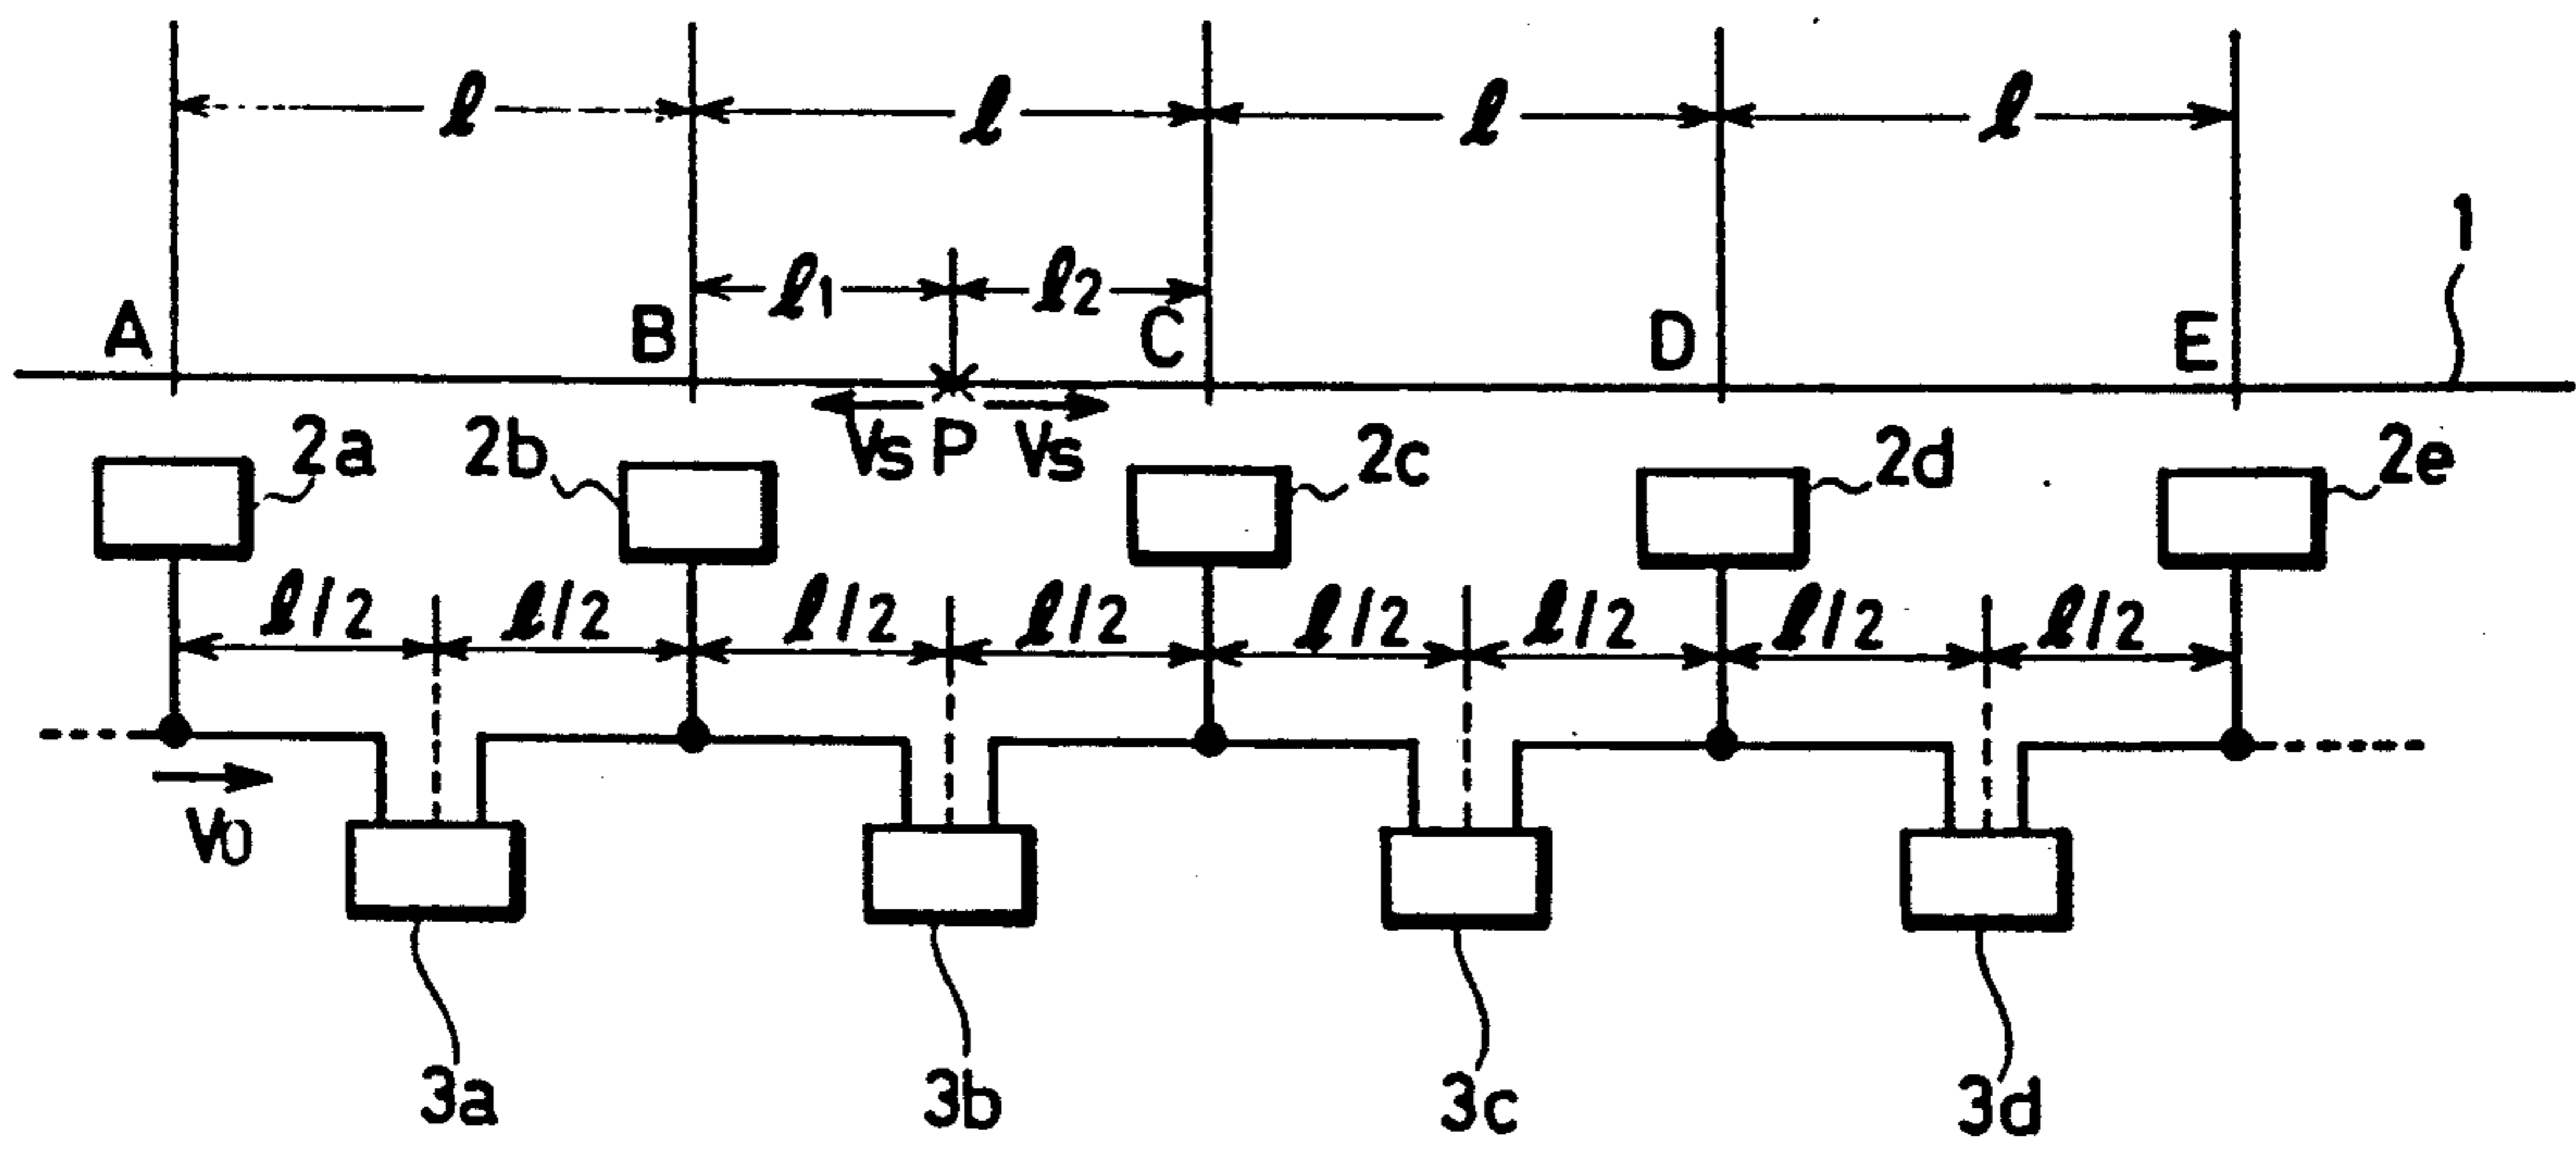 ℓ ℓ ℓ ℓ
1
ℓ1 ℓ2
A B C D E
Vs P Vs
2a 2b 2c 2d 2e
ℓ/2 ℓ/2 ℓ/2 ℓ/2 ℓ/2 ℓ/2 ℓ/2 ℓ/2
V0
3a 3b 3c 3d